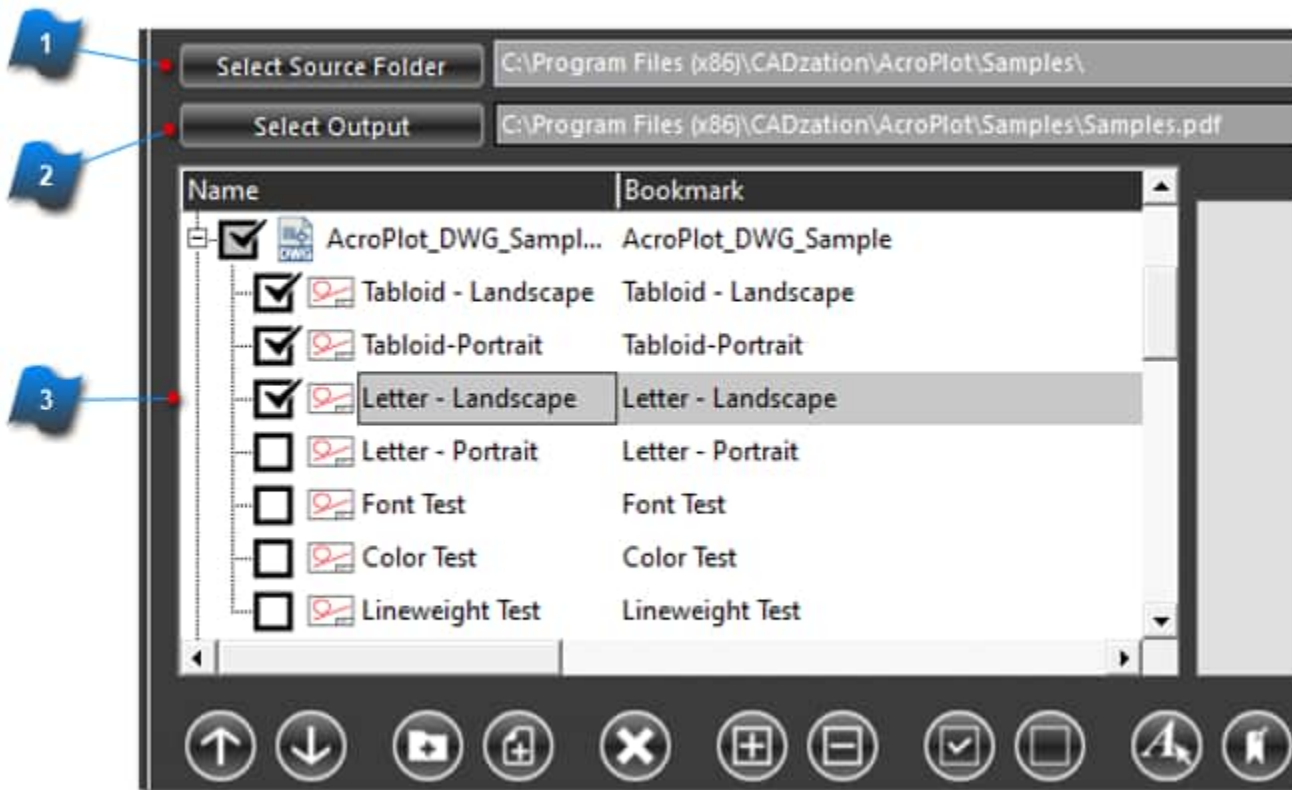 1
Select Source Folder C:\Program Files (x86)\CADzation\AcroPlot\Samples\
2
Select Output C:\Program Files (x86)\CADzation\AcroPlot\Samples\Samples.pdf
Name Bookmark
DWG AcroPlot_DWG_Sampl... AcroPlot_DWG_Sample
Tabloid - Landscape Tabloid - Landscape
Tabloid-Portrait Tabloid-Portrait
3
Letter - Landscape Letter - Landscape
Letter - Portrait Letter - Portrait
Font Test Font Test
Color Test Color Test
Lineweight Test Lineweight Test
A